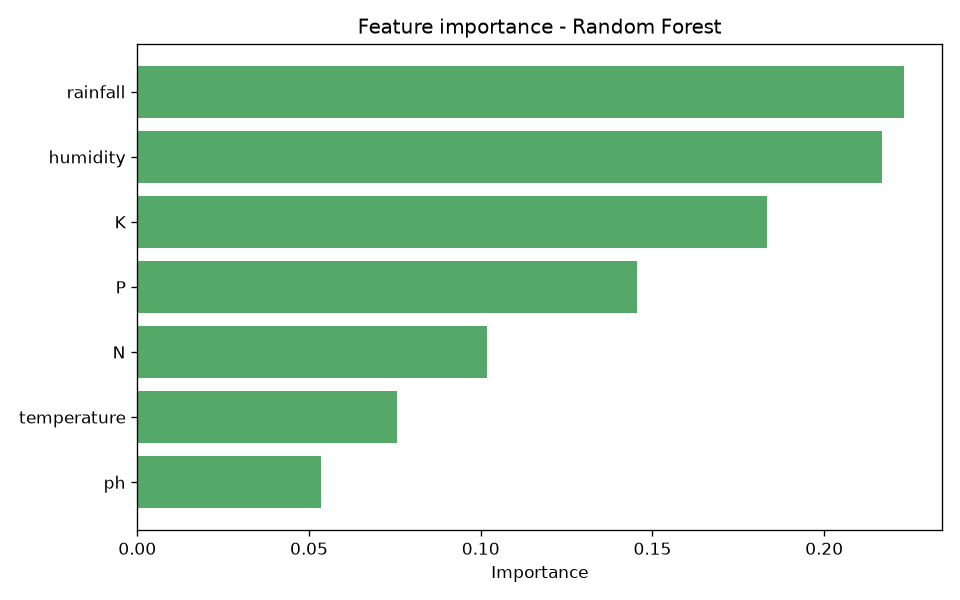 Feature importance - Random Forest
rainfall
humidity
K
P
N
temperature
ph
0.00 0.05 0.10 0.15 0.20
Importance